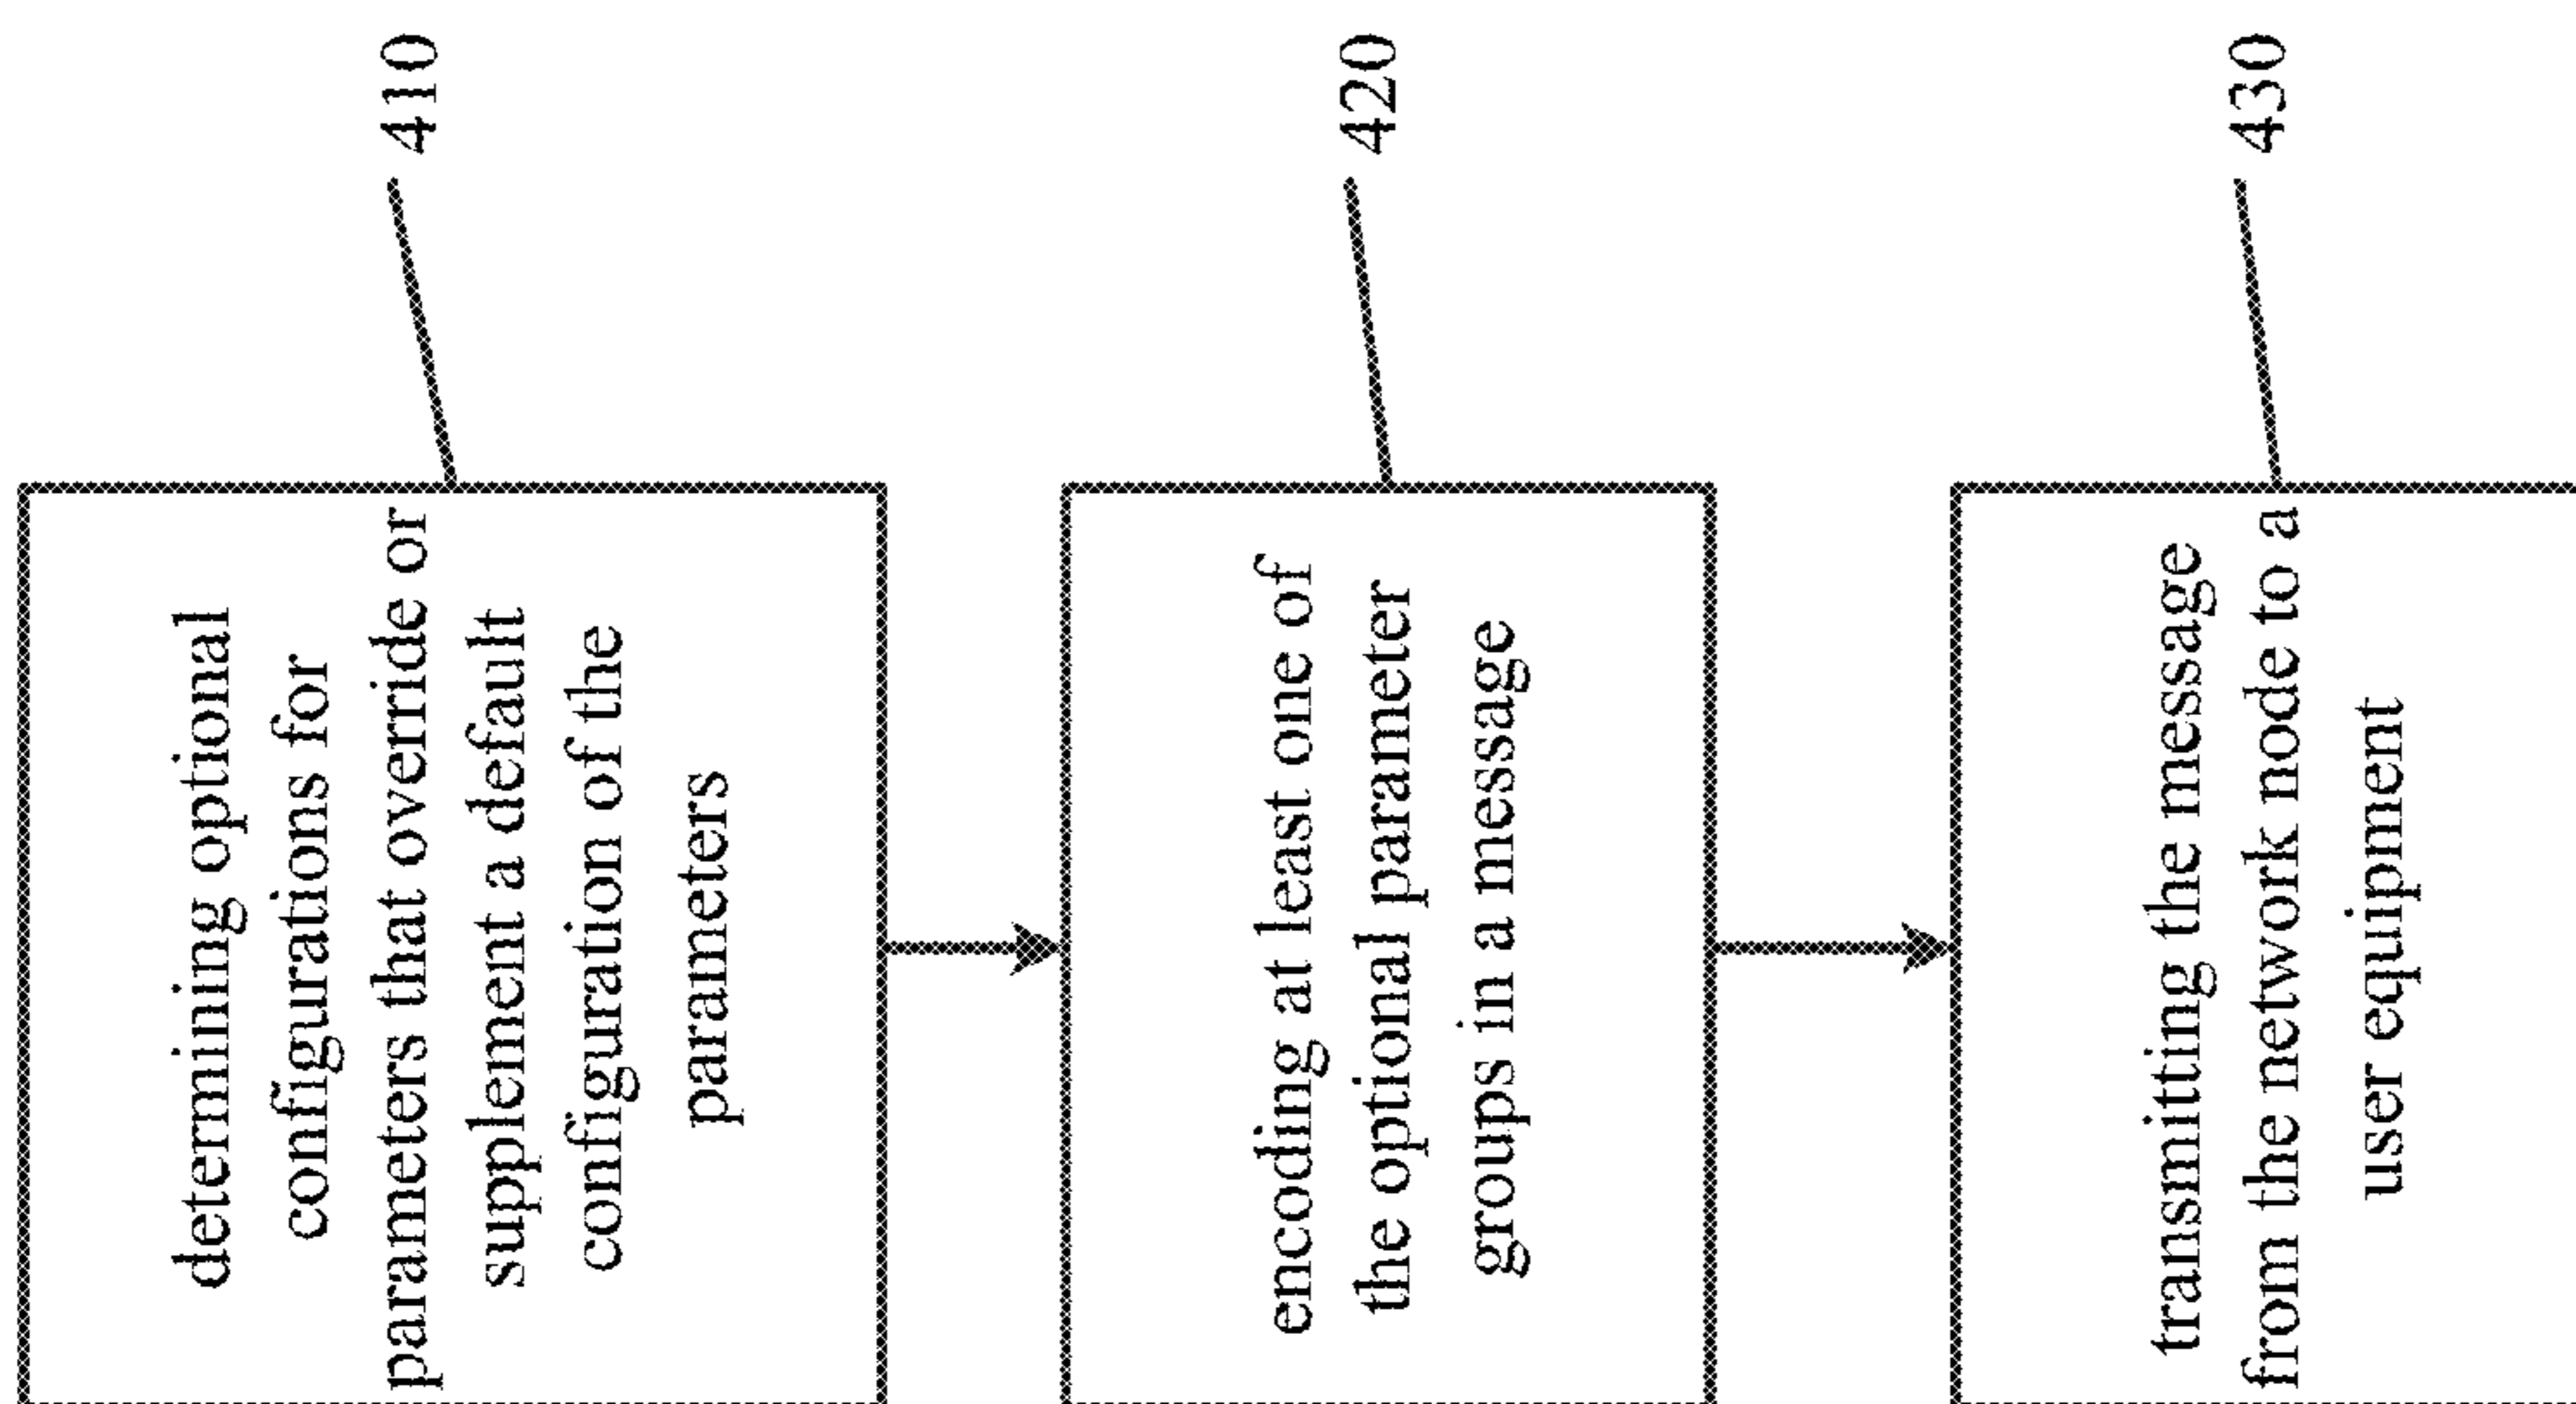 determining optional
configurations for
parameters that override or
supplement a default
configuration of the
parameters
410
encoding at least one of
the optional parameter
groups in a message
420
transmitting the message
from the network node to a
user equipment
430